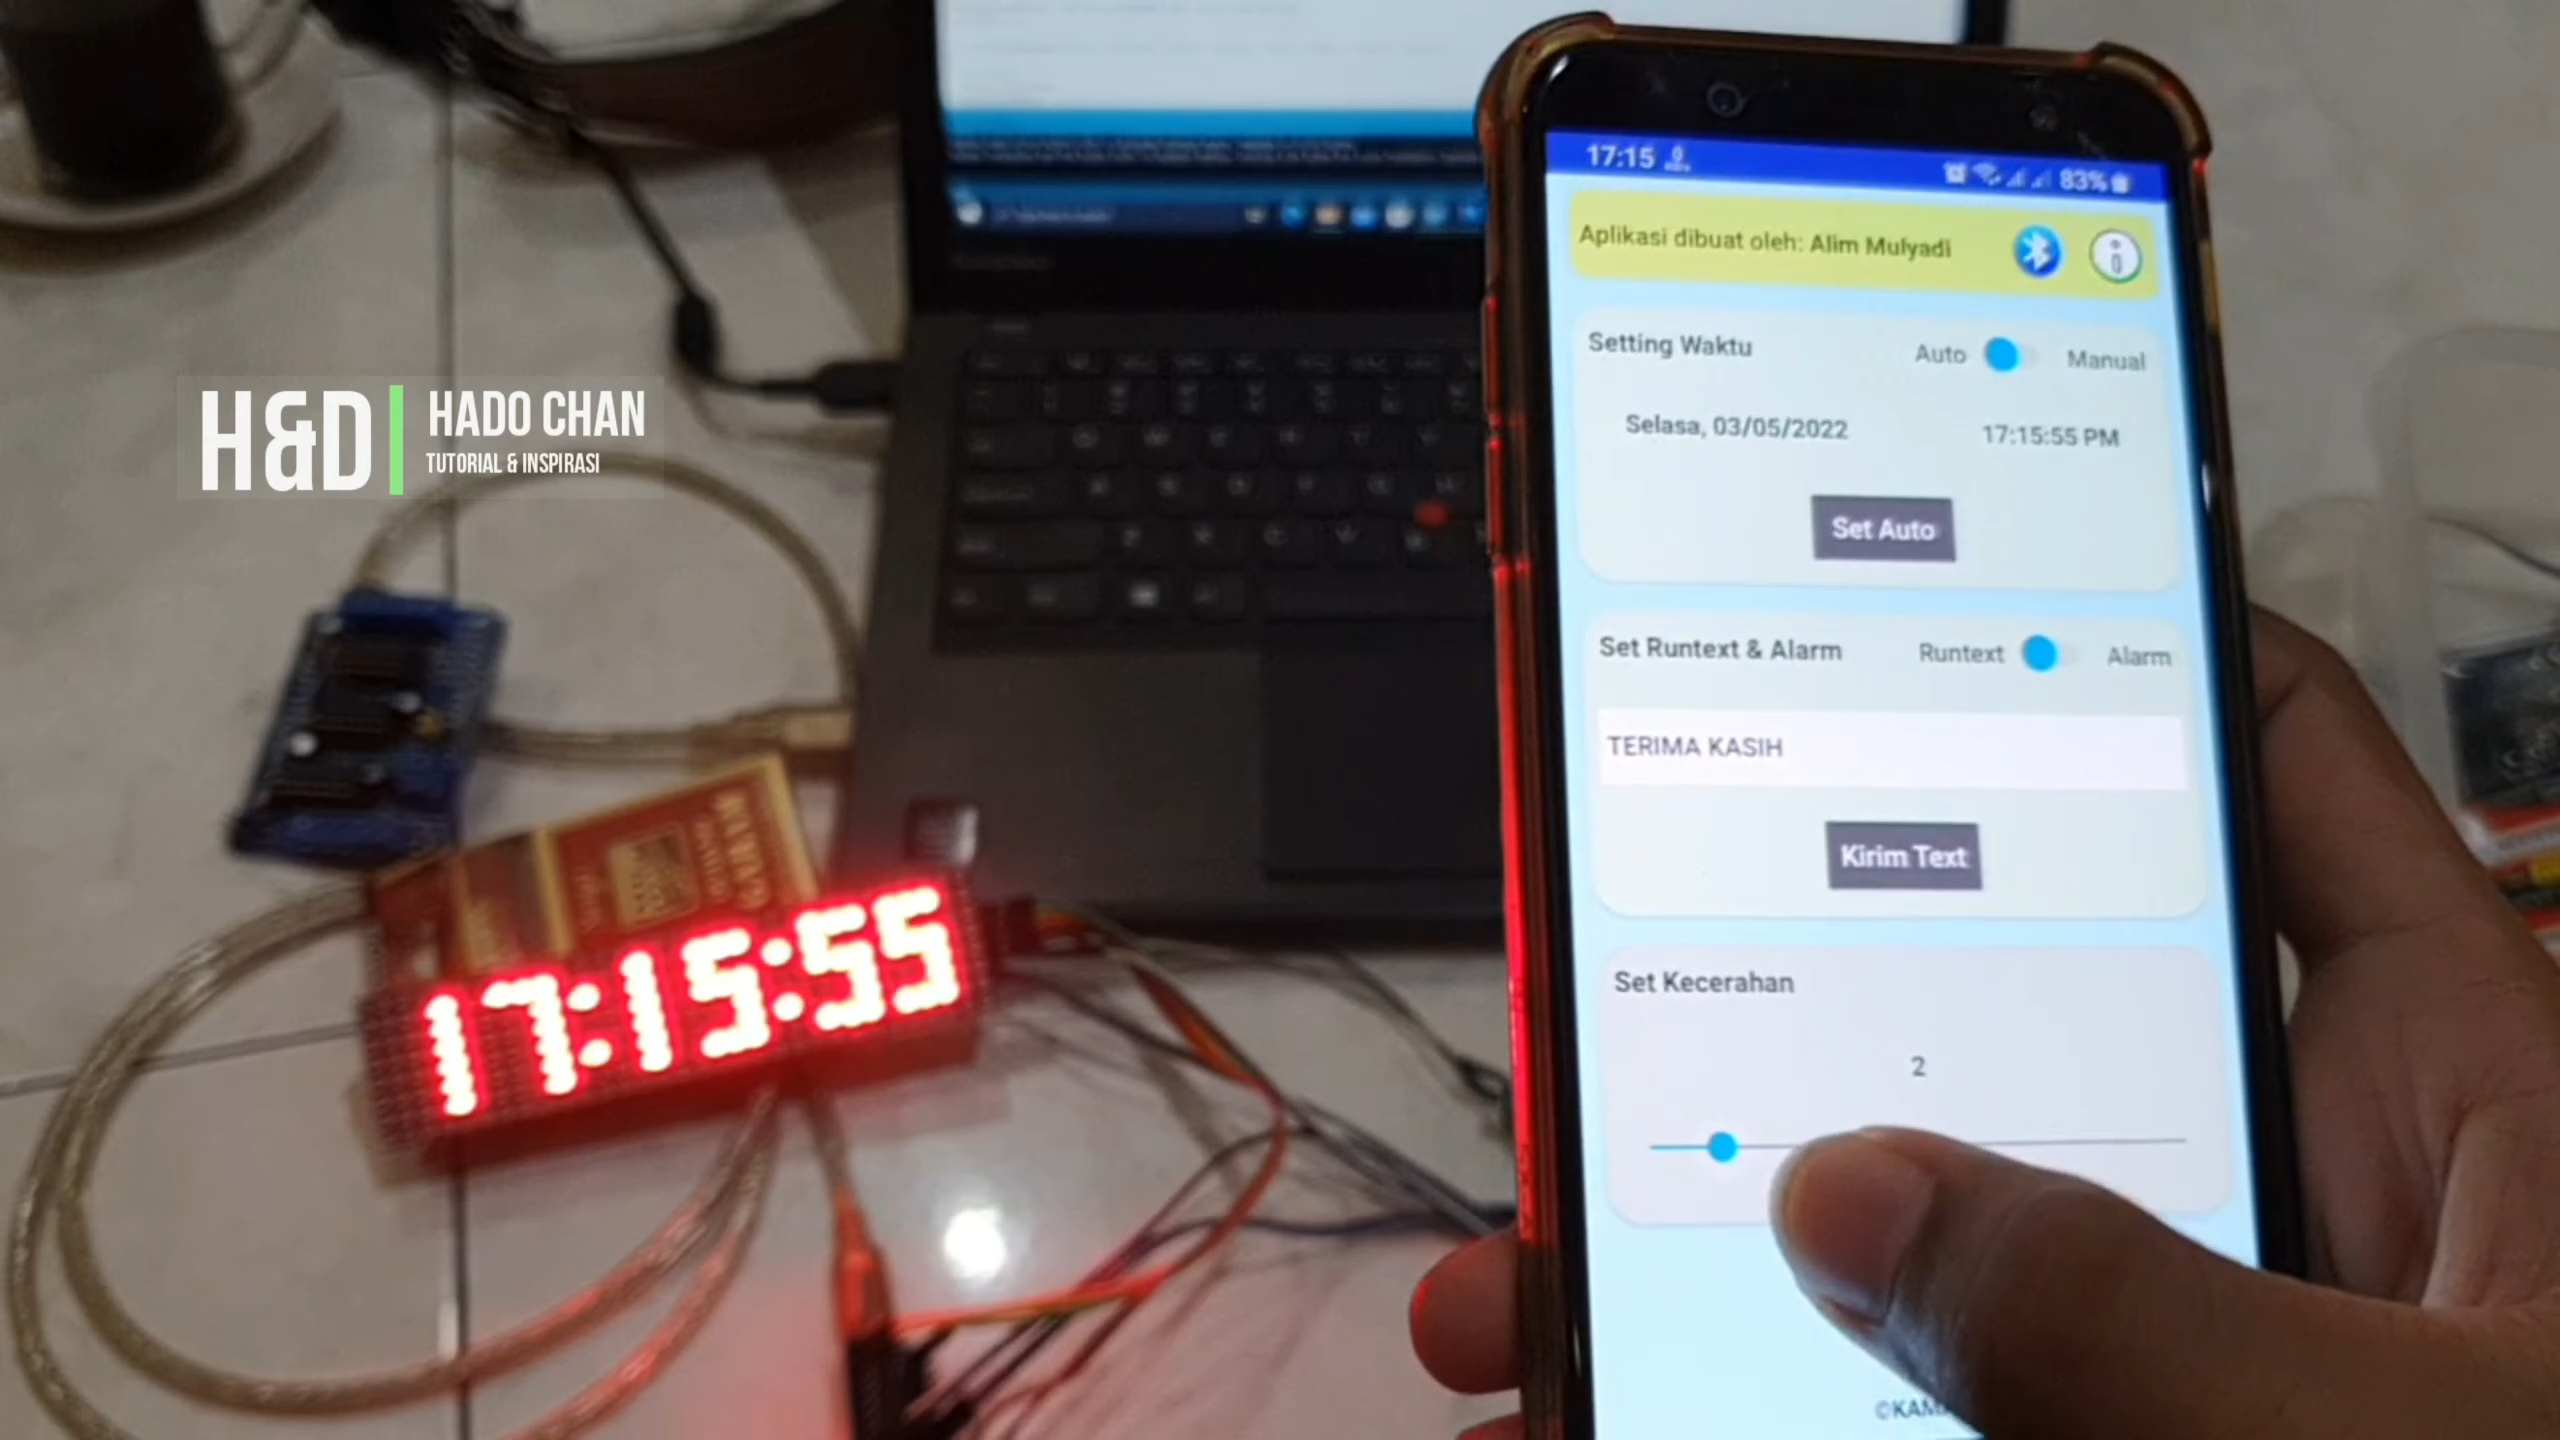 H&D
HADO CHAN
TUTORIAL & INSPIRASI
17:15:55
17:15
83%
Aplikasi dibuat oleh: Alim Mulyadi
Setting Waktu
Auto
Manual
Selasa, 03/05/2022
17:15:55 PM
Set Auto
Set Runtext & Alarm
Runtext
Alarm
TERIMA KASIH
Kirim Text
Set Kecerahan
2